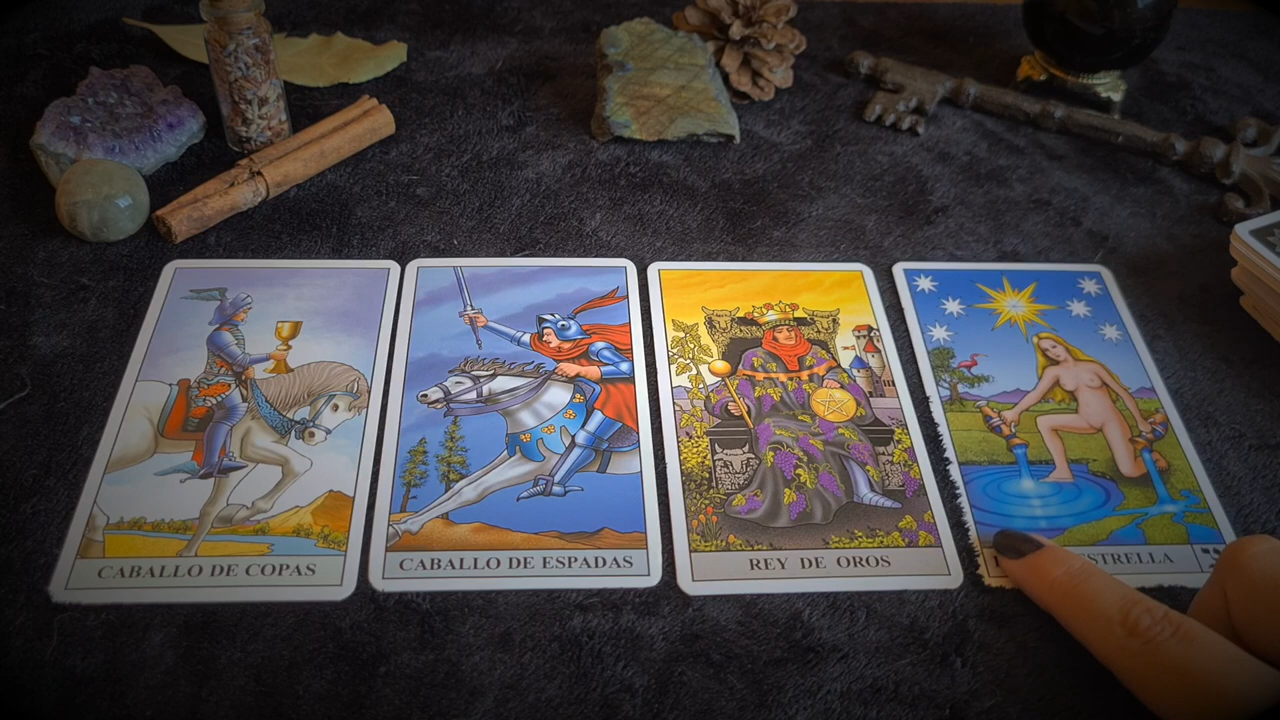 CABALLO DE COPAS
CABALLO DE ESPADAS
REY DE OROS
ESTRELLA